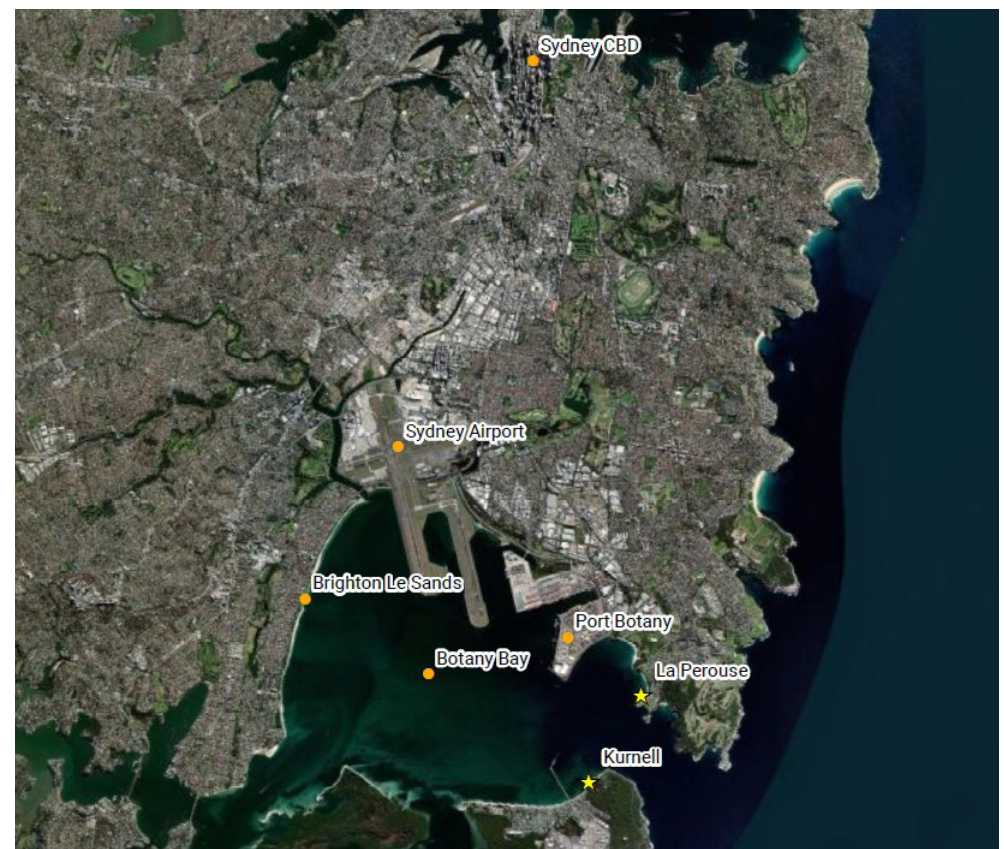 Sydney CBD
Sydney Airport
Brighton Le Sands
Port Botany
Botany Bay
La Perouse
Kurnell